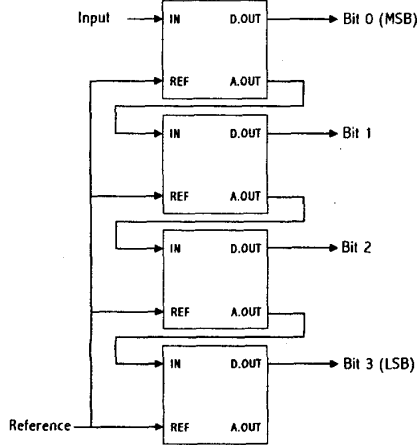 Input IN D.OUT Bit 0 (MSB)
REF A.OUT
IN D.OUT Bit 1
REF A.OUT
IN D.OUT Bit 2
REF A.OUT
IN D.OUT Bit 3 (LSB)
Reference REF A.OUT